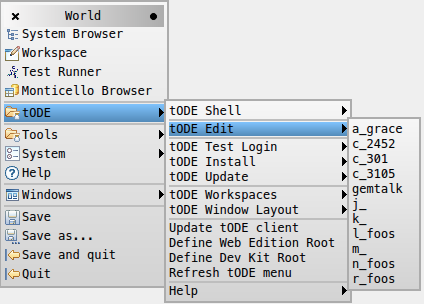 World
System Browser
Workspace
Test Runner
Monticello Browser
tODE
Tools
System
Help
Windows
Save
Save as...
Save and quit
Quit
tODE Shell
tODE Edit
tODE Test Login
tODE Install
tODE Update
tODE Workspaces
tODE Window Layout
Update tODE client
Define Web Edition Root
Define Dev Kit Root
Refresh tODE menu
Help
a_grace
c_2452
c_301
c_3105
gemtalk
j_
k_
l_foos
m_
n_foos
r_foos